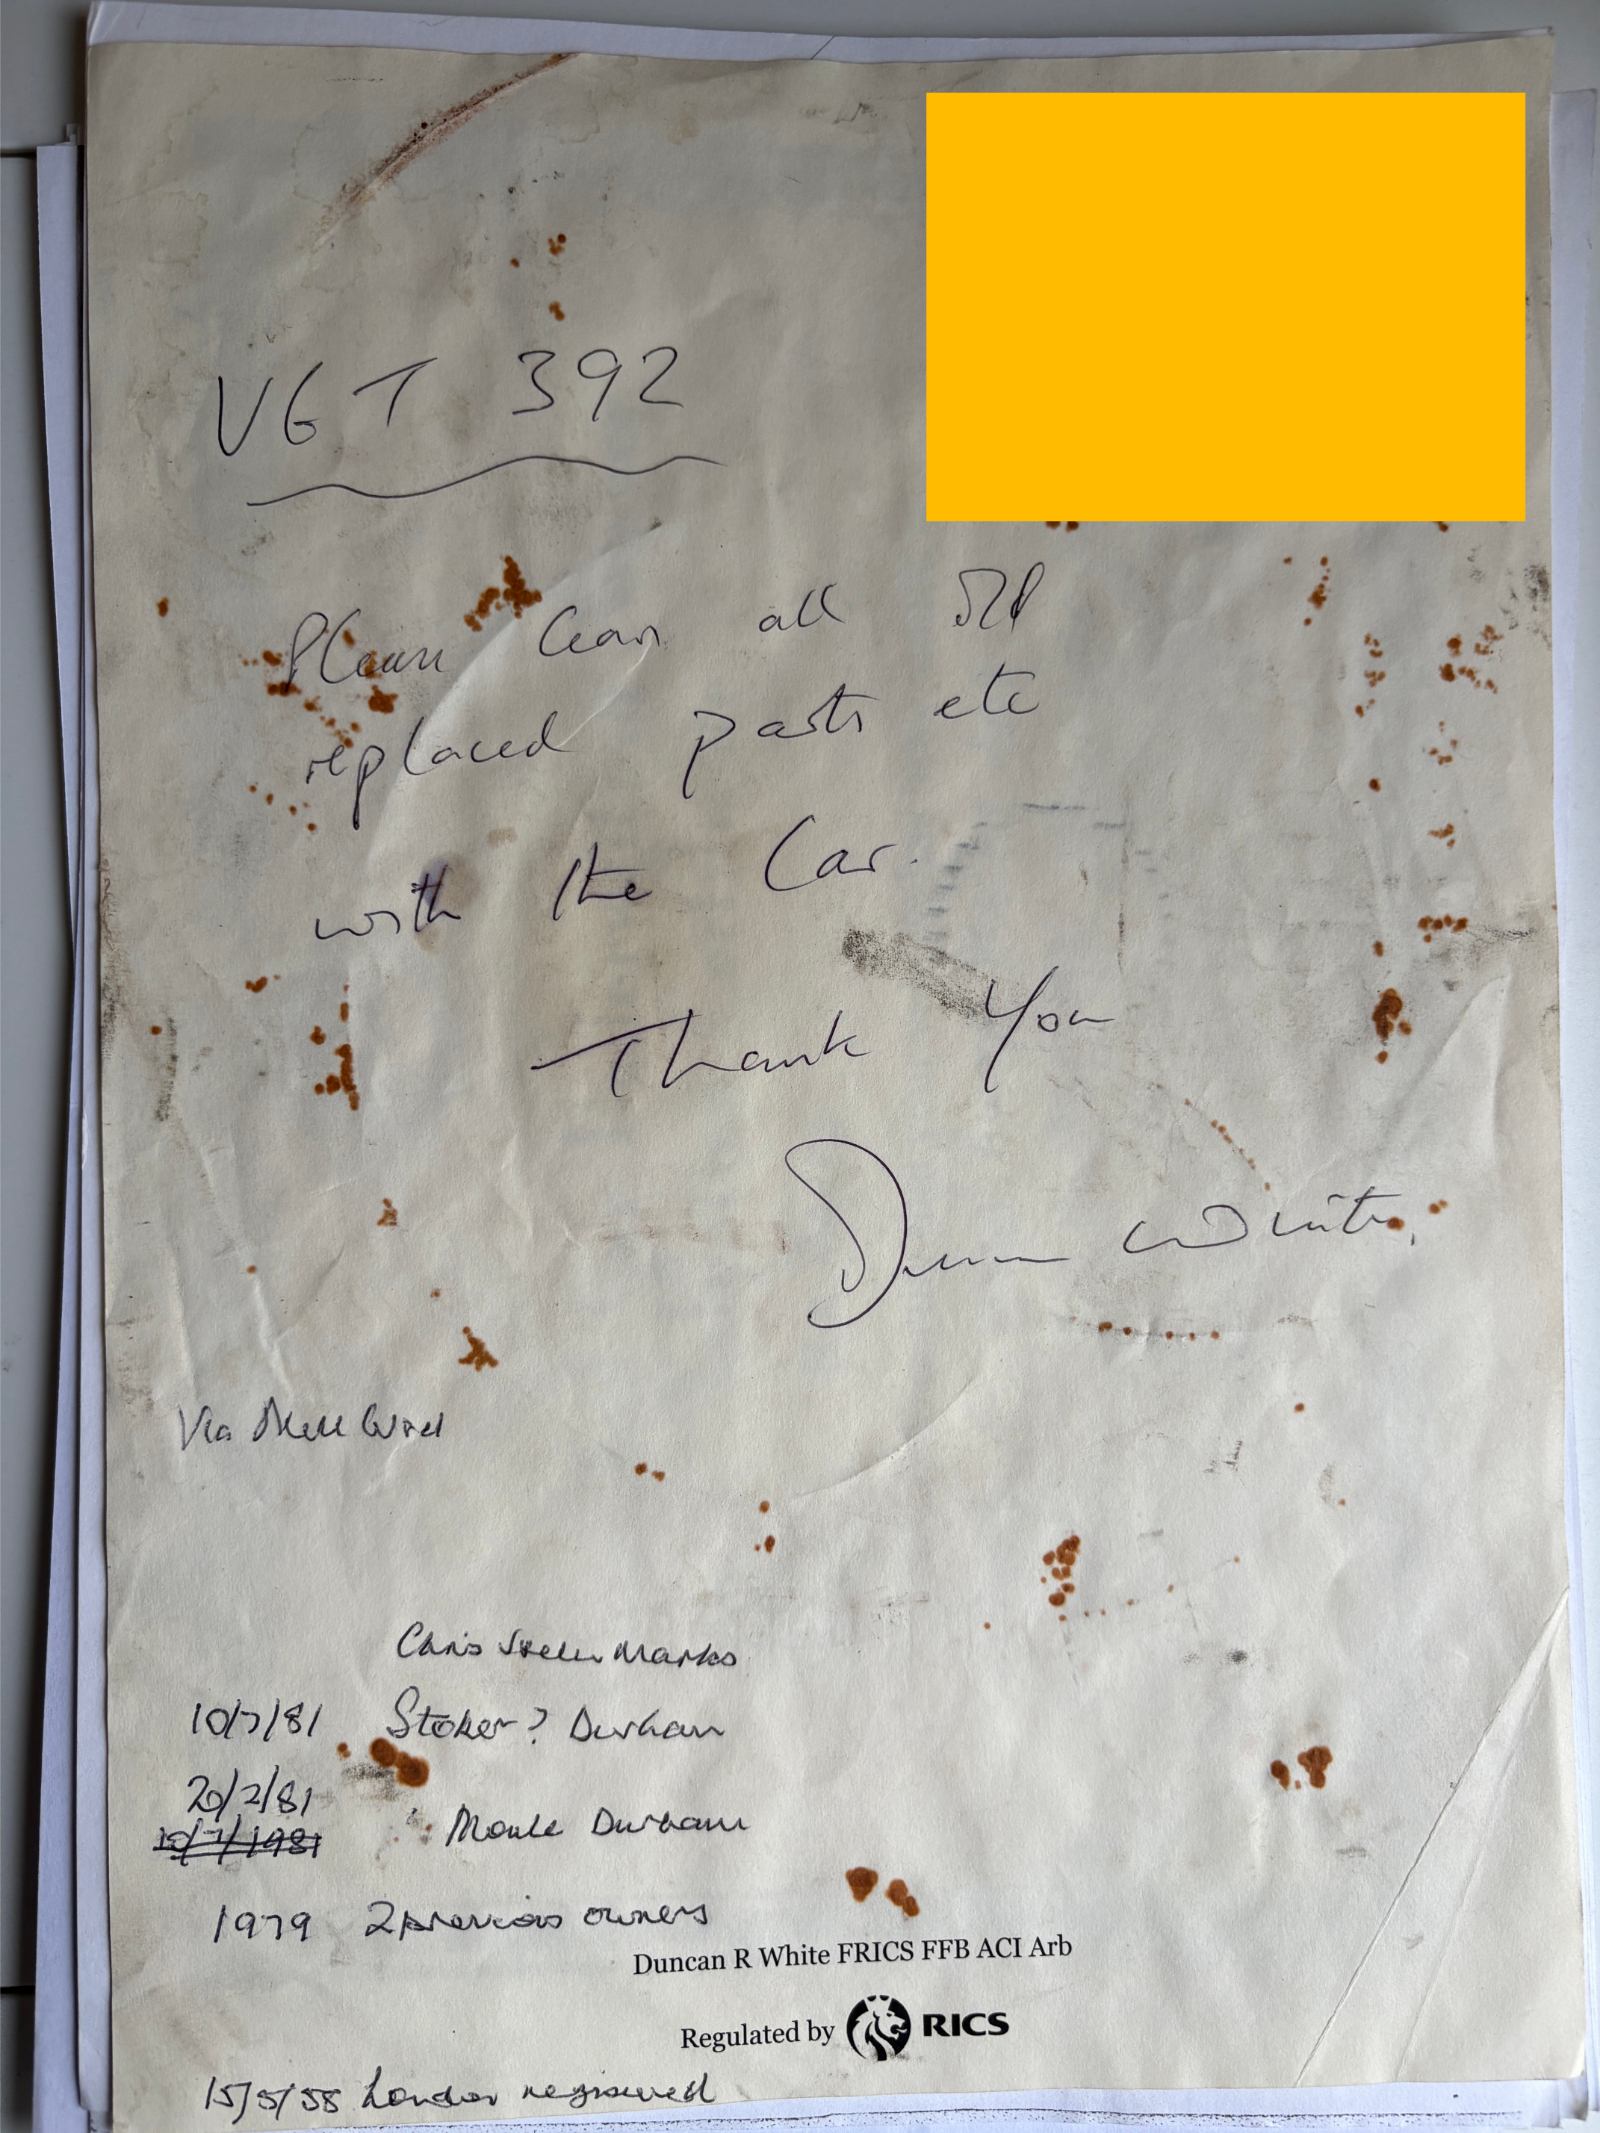 VGT 392
Please leave all old
replaced parts etc
with the Car.
Thank You
Duncan White
Via
Chris Marks
10/7/81 Stoker? Durham
20/2/81
10/7/1981
Durham
1979 2 previous owners
Duncan R White FRICS FFB ACI Arb
Regulated by RICS
15/5/58 London registered